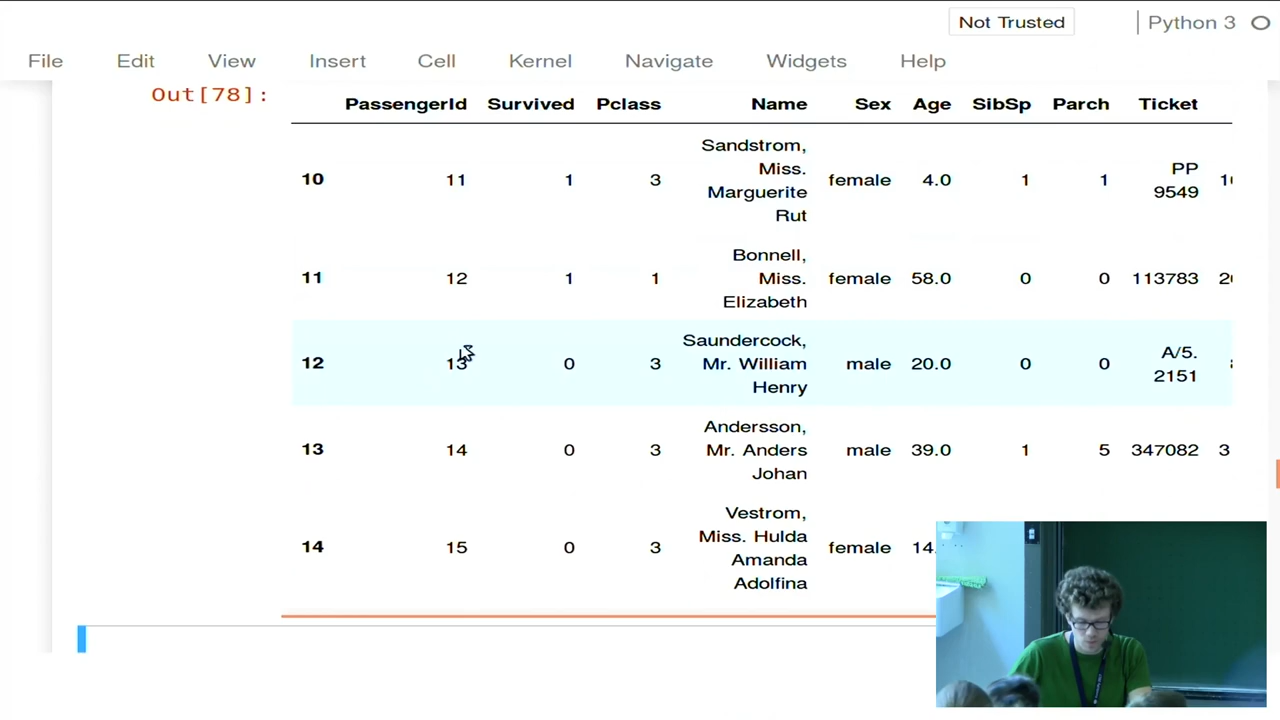 Not Trusted
Python 3
File Edit View Insert Cell Kernel Navigate Widgets Help
Out[78]:
PassengerId Survived Pclass Name Sex Age SibSp Parch Ticket
Sandstrom,
Miss.
Marguerite
Rut
10 11 1 3 female 4.0 1 1 PP
9549
Bonnell,
Miss.
Elizabeth
11 12 1 1 female 58.0 0 0 113783
Saundercock,
Mr. William
Henry
12 13 0 3 male 20.0 0 0 A/5.
2151
Andersson,
Mr. Anders
Johan
13 14 0 3 male 39.0 1 5 347082 3
Vestrom,
Miss. Hulda
Amanda
Adolfina
14 15 0 3 female